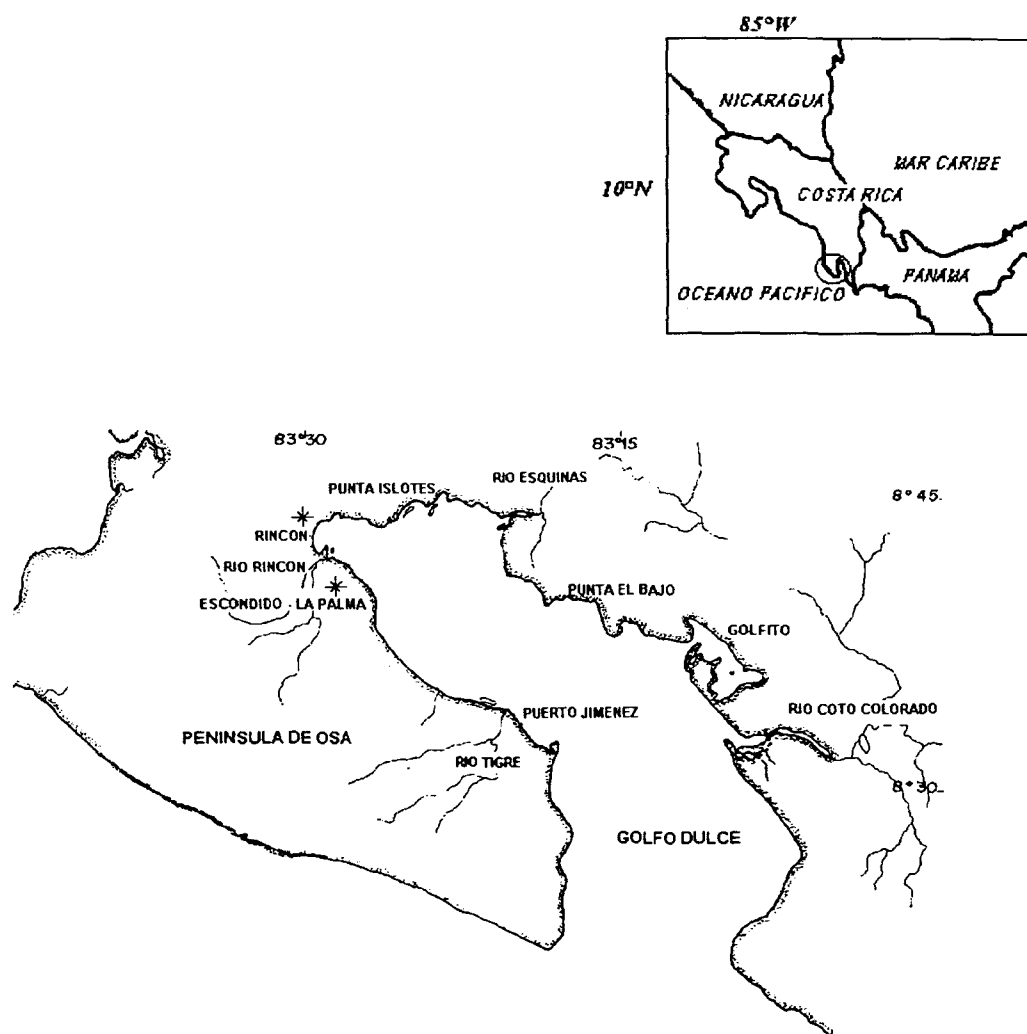 85°W
NICARAGUA
MAR CARIBE
10°N
COSTA RICA
PANAMA
OCEANO PACIFICO
83°30
83°15
RIO ESQUINAS
PUNTA ISLOTES
8° 45
RINCON
RIO RINCON
PUNTA EL BAJO
ESCONDIDO
LA PALMA
GOLFITO
PUERTO JIMENEZ
RIO COTO COLORADO
PENINSULA DE OSA
RIO TIGRE
8° 30
GOLFO DULCE